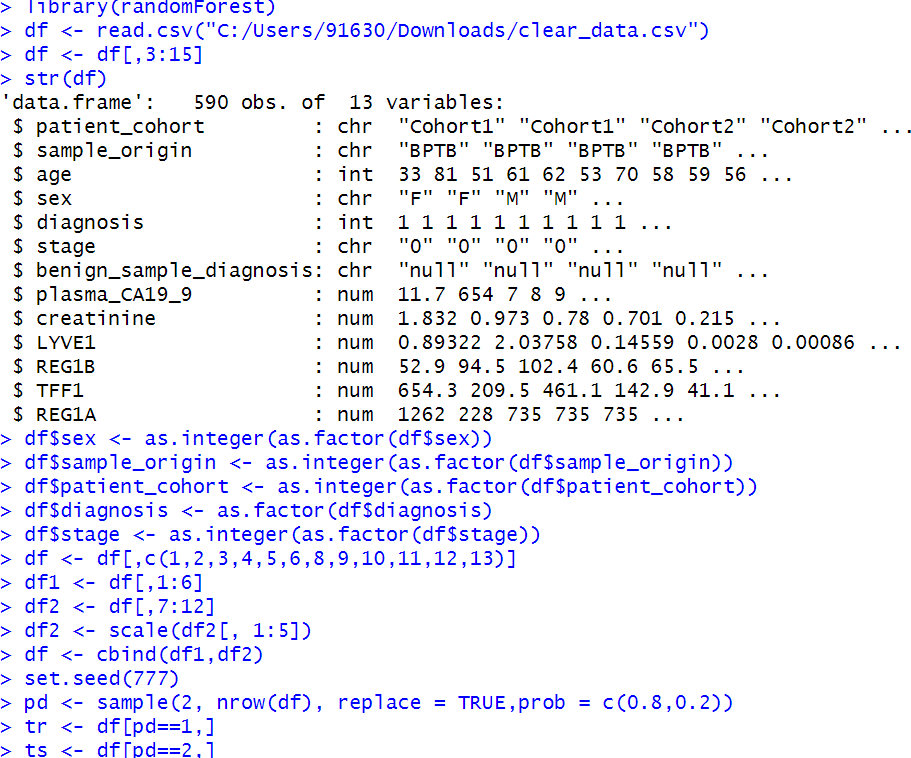 > library(randomForest)
> df <- read.csv("C:/Users/91630/Downloads/clear_data.csv")
> df <- df[,3:15]
> str(df)
'data.frame':   590 obs. of  13 variables:
 $ patient_cohort         : chr  "Cohort1" "Cohort1" "Cohort2" "Cohort2" ...
 $ sample_origin          : chr  "BPTB" "BPTB" "BPTB" "BPTB" ...
 $ age                    : int  33 81 51 61 62 53 70 58 59 56 ...
 $ sex                    : chr  "F" "F" "M" "M" ...
 $ diagnosis              : int  1 1 1 1 1 1 1 1 1 1 ...
 $ stage                  : chr  "0" "0" "0" "0" ...
 $ benign_sample_diagnosis: chr  "null" "null" "null" "null" ...
 $ plasma_CA19_9          : num  11.7 654 7 8 9 ...
 $ creatinine             : num  1.832 0.973 0.78 0.701 0.215 ...
 $ LYVE1                  : num  0.89322 2.03758 0.14559 0.0028 0.00086 ...
 $ REG1B                  : num  52.9 94.5 102.4 60.6 65.5 ...
 $ TFF1                   : num  654.3 209.5 461.1 142.9 41.1 ...
 $ REG1A                  : num  1262 228 735 735 735 ...
> df$sex <- as.integer(as.factor(df$sex))
> df$sample_origin <- as.integer(as.factor(df$sample_origin))
> df$patient_cohort <- as.integer(as.factor(df$patient_cohort))
> df$diagnosis <- as.factor(df$diagnosis)
> df$stage <- as.integer(as.factor(df$stage))
> df <- df[,c(1,2,3,4,5,6,8,9,10,11,12,13)]
> df1 <- df[,1:6]
> df2 <- df[,7:12]
> df2 <- scale(df2[, 1:5])
> df <- cbind(df1,df2)
> set.seed(777)
> pd <- sample(2, nrow(df), replace = TRUE,prob = c(0.8,0.2))
> tr <- df[pd==1,]
> ts <- df[pd==2,]